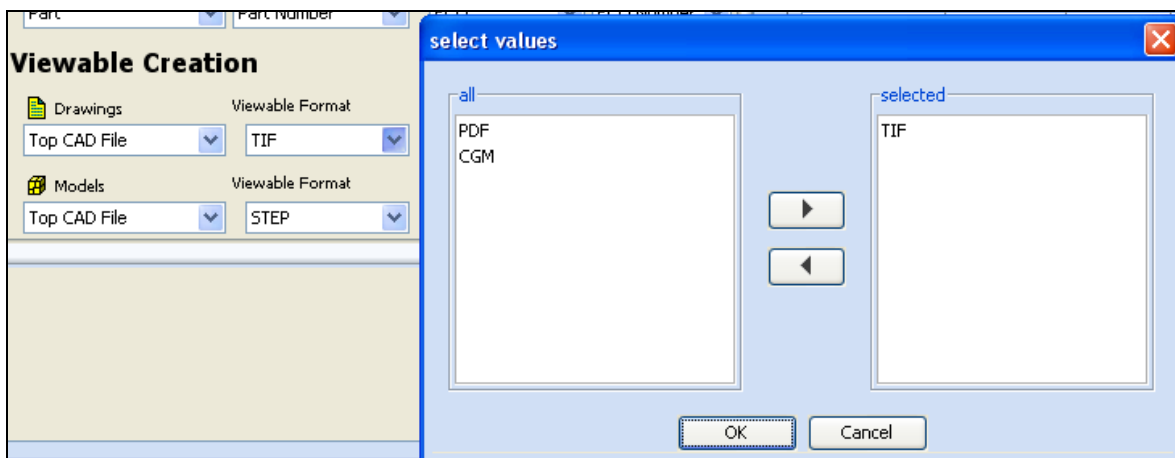 Part Part Number
select values
Viewable Creation
all selected
Drawings Viewable Format
PDF TIF
Top CAD File TIF
CGM
Models Viewable Format
Top CAD File STEP
OK Cancel